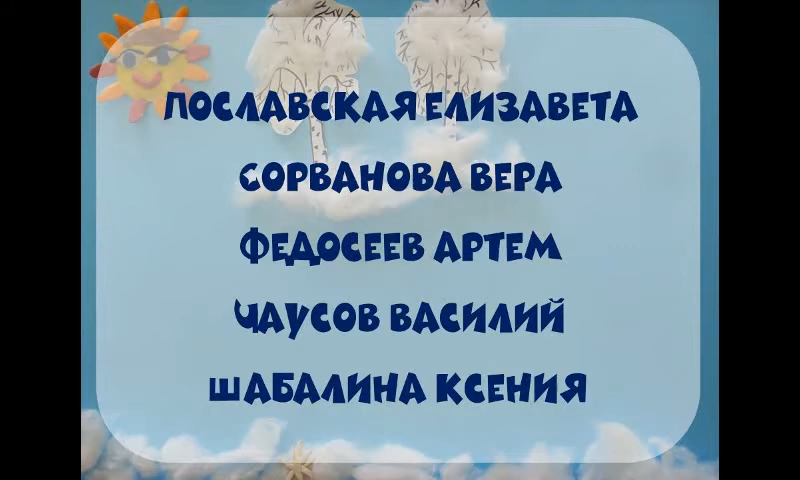 ПОСЛАВСКАЯ ЕЛИЗАВЕТА
СОРВАНОВА ВЕРА
ФЕДОСЕЕВ АРТЕМ
ЧАУСОВ ВАСИЛИЙ
ШАБАЛИНА КСЕНИЯ